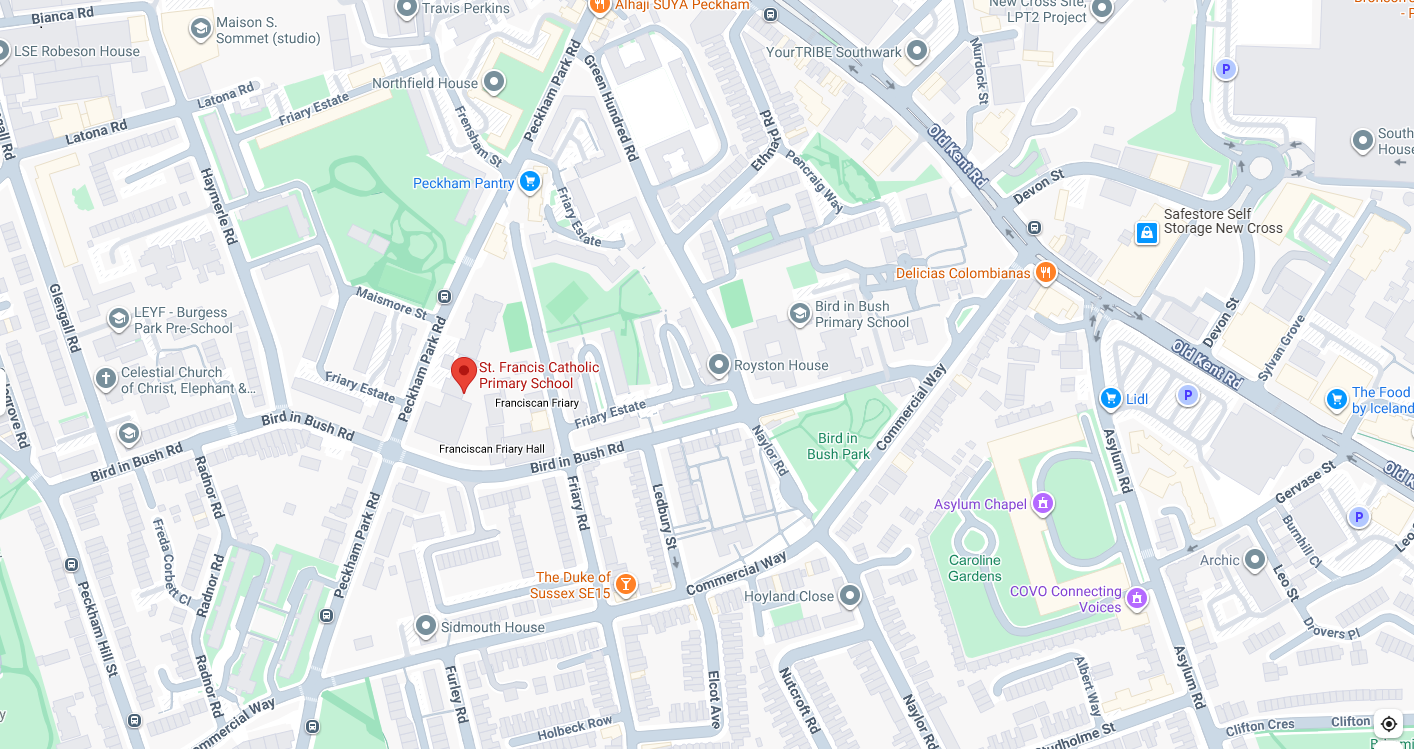 Bianca Rd
Travis Perkins
Alhaji SUYA Peckham
New Cross Site,
LPT2 Project
Maison S.
Sommet (studio)
LSE Robeson House
YourTRIBE Southwark
P
Northfield House
Peckham Park Rd
Green Hundred Rd
Murdock St
Latona Rd
Friary Estate
Latona Rd
Frensham St
Ethnard Rd
Old Kent Rd
South
House
Glengall Rd
Peckham Pantry
Pencraig Way
Devon St
Haymerle Rd
Friary Estate
Safestore Self
Storage New Cross
Delicias Colombianas
Glengall Rd
Maismore St
LEYF - Burgess
Park Pre-School
Bird in Bush
Primary School
Devon St
Sylvan Grove
Peckham Park Rd
St. Francis Catholic
Primary School
Royston House
Old Kent Rd
Celestial Church
of Christ, Elephant &...
Friary Estate
Franciscan Friary
Commercial Way
Lidl
P
The Food
by Iceland
Bird in Bush Rd
Friary Estate
Franciscan Friary Hall
Bird in
Bush Park
Bird in Bush Rd
Bird in Bush Rd
Naylor Rd
Asylum Rd
Radnor Rd
Friary Rd
Ledbury St
Gervase St
Asylum Chapel
P
Peckham Park Rd
Freda Corbett Cl
Burnhill Cl
Caroline
Gardens
Archic
Radnor Rd
Commercial Way
The Duke of
Sussex SE15
Hoyland Close
COVO Connecting
Voices
Leo St
Peckham Hill St
Sidmouth House
Drovers Pl
Radnor Rd
Furley Rd
Elcot Ave
Nutcroft Rd
Naylor Rd
Albert Way
Asylum Rd
Commercial Way
Holbeck Row
Studholme St
Clifton Cres
Clifton